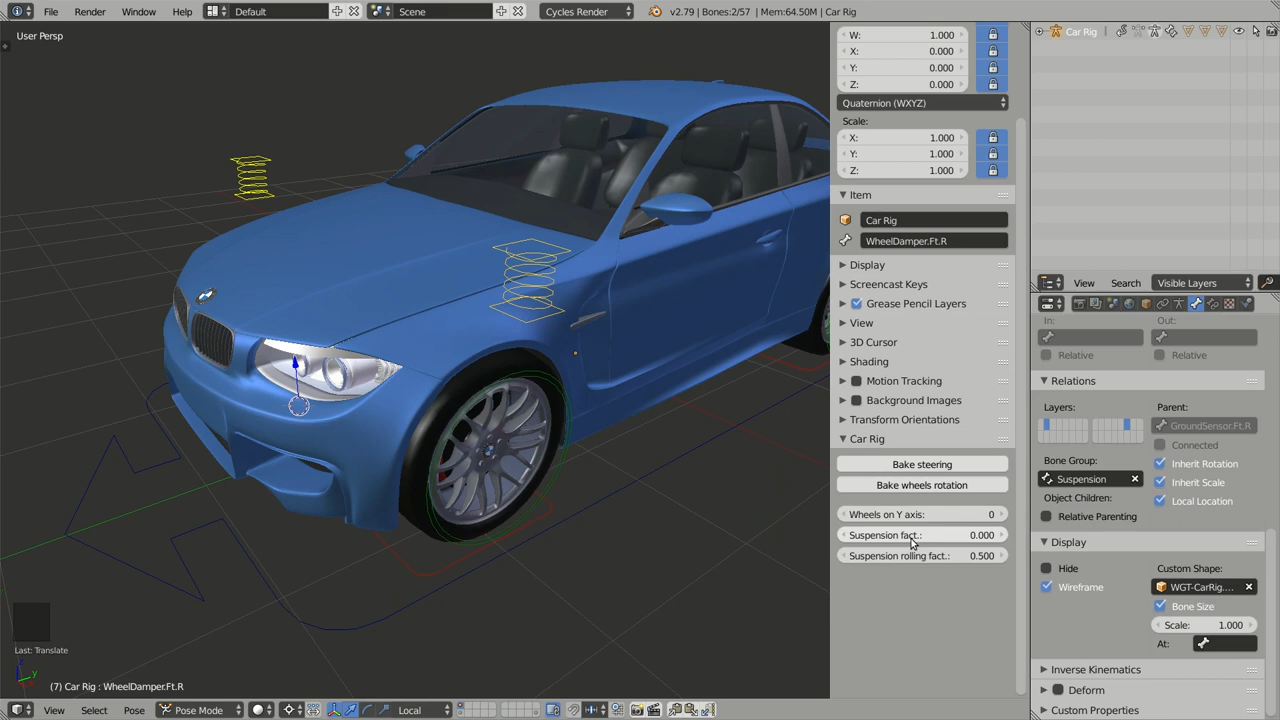 File Render Window Help Default Scene Cycles Render v2.79 | Bones:2/57 | Mem:64.50M | Car Rig
User Persp
W: 1.000
X: 0.000
Y: 0.000
Z: 0.000
Quaternion (WXYZ)
Scale:
X: 1.000
Y: 1.000
Z: 1.000
Item
Car Rig
WheelDamper.Ft.R
Display
Screencast Keys
Grease Pencil Layers
View
3D Cursor
Shading
Motion Tracking
Background Images
Transform Orientations
Car Rig
Bake steering
Bake wheels rotation
Wheels on Y axis: 0
Suspension fact.: 0.000
Suspension rolling fact.: 0.500
Car Rig
View Search Visible Layers
In: Out:
Relative Relative
Relations
Layers: Parent:
GroundSensor.Ft.R
Connected
Bone Group: Inherit Rotation
Suspension Inherit Scale
Object Children: Local Location
Relative Parenting
Display
Hide Custom Shape:
Wireframe WGT-CarRig....
Bone Size
Scale: 1.000
At:
Inverse Kinematics
Deform
Custom Properties
Last: Translate
z y
(7) Car Rig : WheelDamper.Ft.R
View Select Pose Pose Mode Local